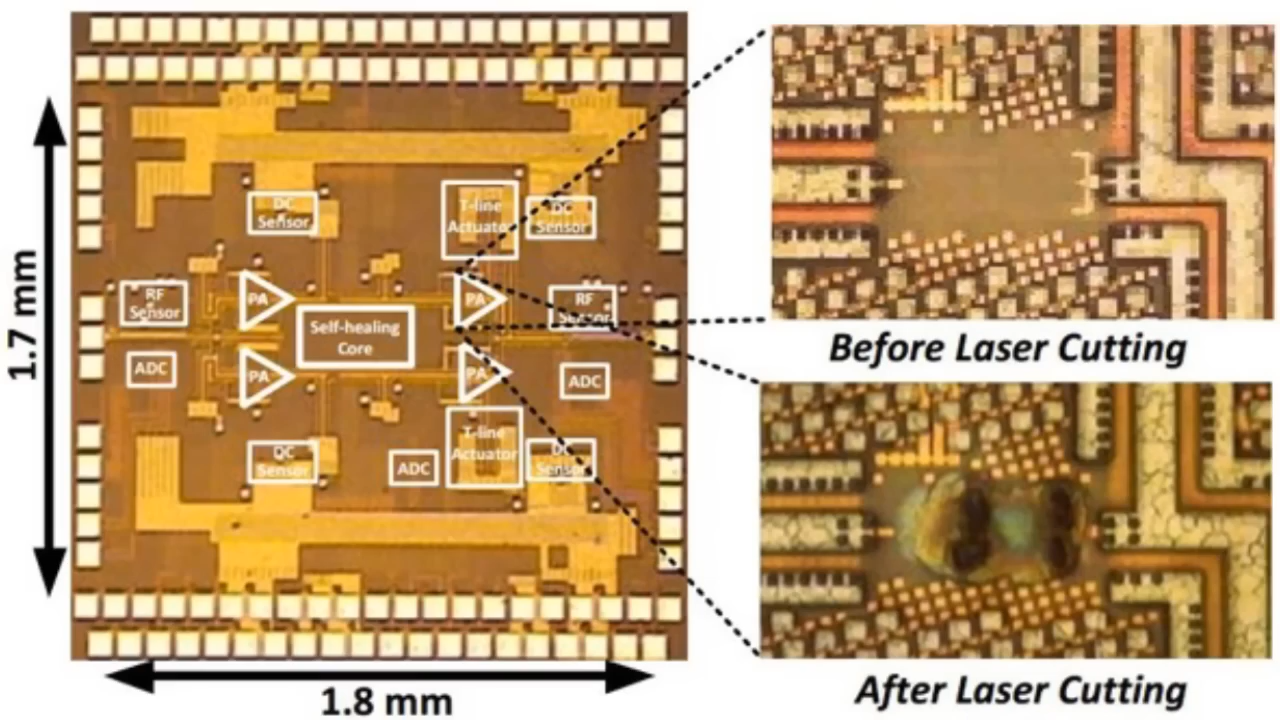 DC
Sensor
T-line
Actuator
DC
Sensor
RF
Sensor
PA
PA
RF
Sensor
Self-healing
Core
ADC
PA
PA
ADC
DC
Sensor
ADC
T-line
Actuator
DC
Sensor
1.7 mm
1.8 mm
Before Laser Cutting
After Laser Cutting